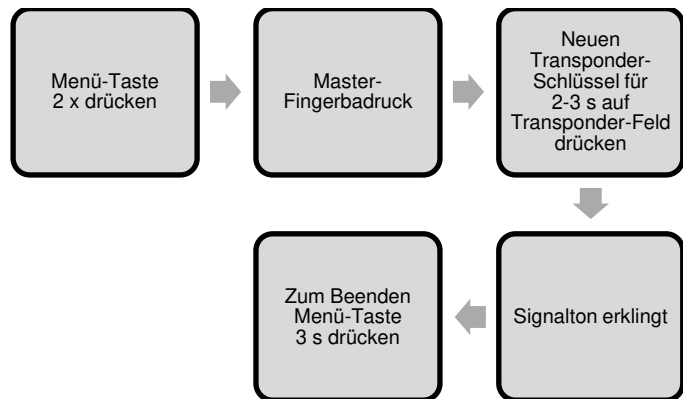 Menü-Taste
2 x drücken
Master-
Fingerbadruck
Neuen
Transponder-
Schlüssel für
2-3 s auf
Transponder-Feld
drücken
Signalton erklingt
Zum Beenden
Menü-Taste
3 s drücken